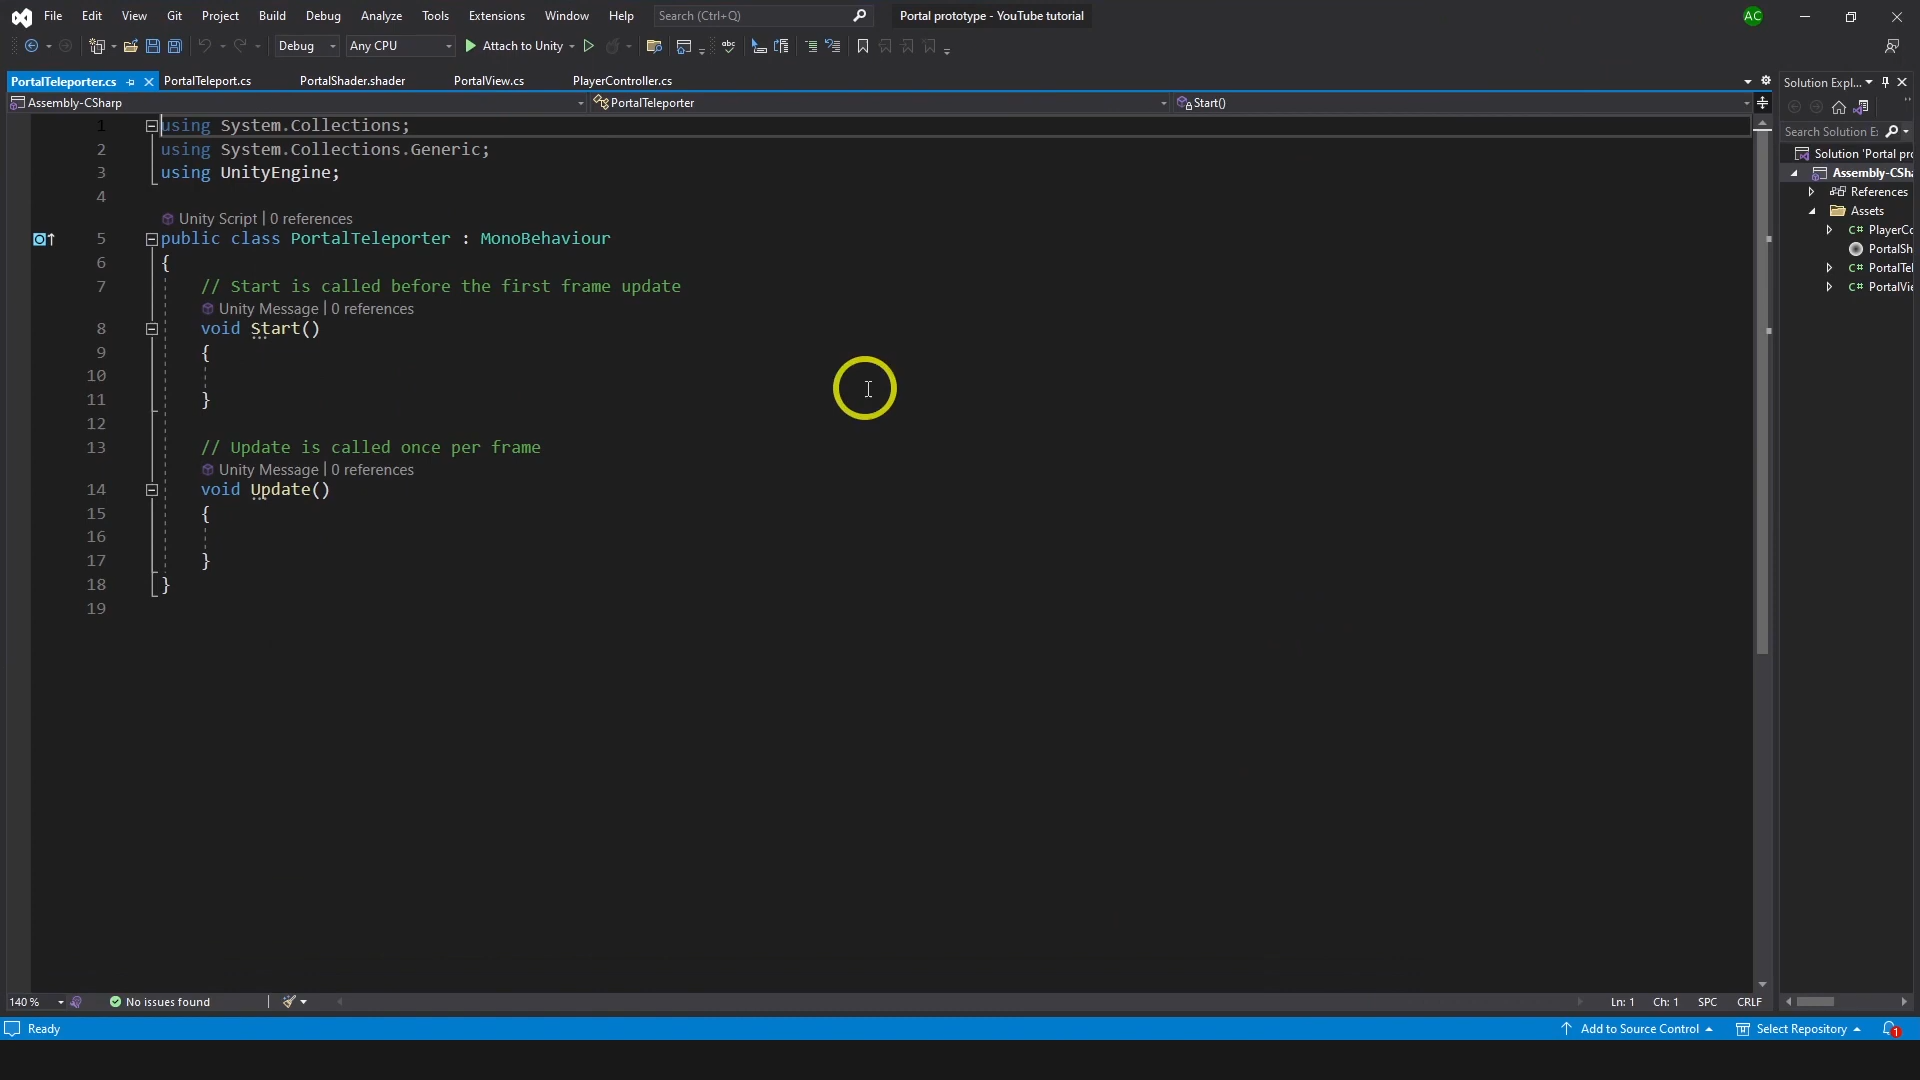 File Edit View Git Project Build Debug Analyze Tools Extensions Window Help Search (Ctrl+Q) Portal prototype - YouTube tutorial AC
Debug Any CPU Attach to Unity
PortalTeleporter.cs PortalTeleport.cs PortalShader.shader PortalView.cs PlayerController.cs
Assembly-CSharp PortalTeleporter Start()
1 using System.Collections;
2 using System.Collections.Generic;
3 using UnityEngine;
4
Unity Script | 0 references
5 public class PortalTeleporter : MonoBehaviour
6 {
7 // Start is called before the first frame update
Unity Message | 0 references
8 void Start()
9 {
10
11 }
12
13 // Update is called once per frame
Unity Message | 0 references
14 void Update()
15 {
16
17 }
18 }
19
Solution Expl...
Search Solution E
Solution 'Portal pro
Assembly-CSha
References
Assets
C# PlayerCo
PortalSh
C# PortalTel
C# PortalVie
140 % No issues found Ln: 1 Ch: 1 SPC CRLF
Ready Add to Source Control Select Repository 1